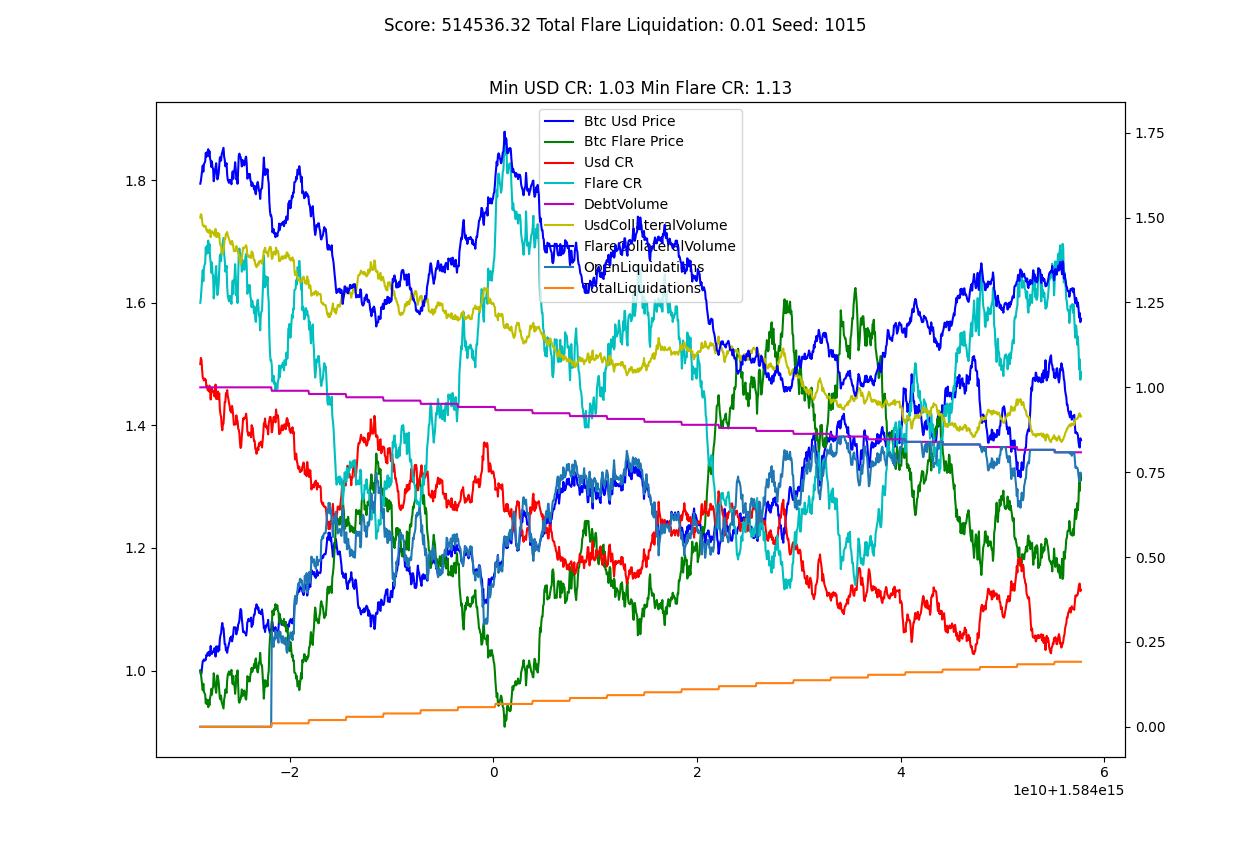 Score: 514536.32 Total Flare Liquidation: 0.01 Seed: 1015
Min USD CR: 1.03 Min Flare CR: 1.13
Btc Usd Price
Btc Flare Price
Usd CR
Flare CR
DebtVolume
UsdCollateralVolume
FlareCollateralVolume
OpenLiquidations
TotalLiquidations
1.8
1.6
1.4
1.2
1.0
1.75
1.50
1.25
1.00
0.75
0.50
0.25
0.00
−2 0 2 4 6
1e10+1.584e15